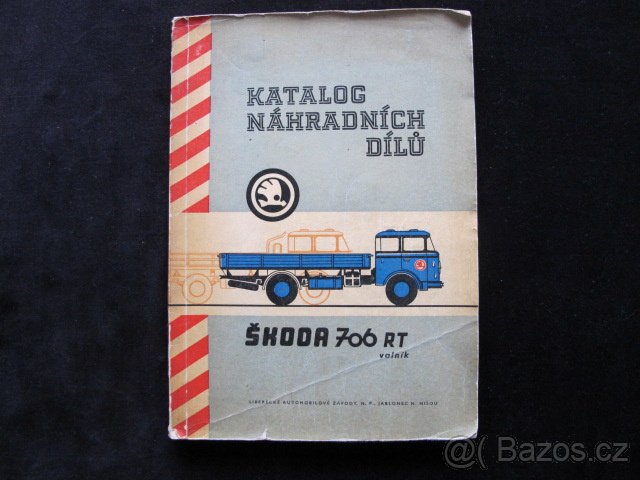 KATALOG
NÁHRADNÍCH
DÍLŮ
ŠKODA 706 RT
valník
LIBERECKÉ AUTOMOBILOVÉ ZÁVODY, N. P., JABLONEC N. NISOU
@( Bazos.cz